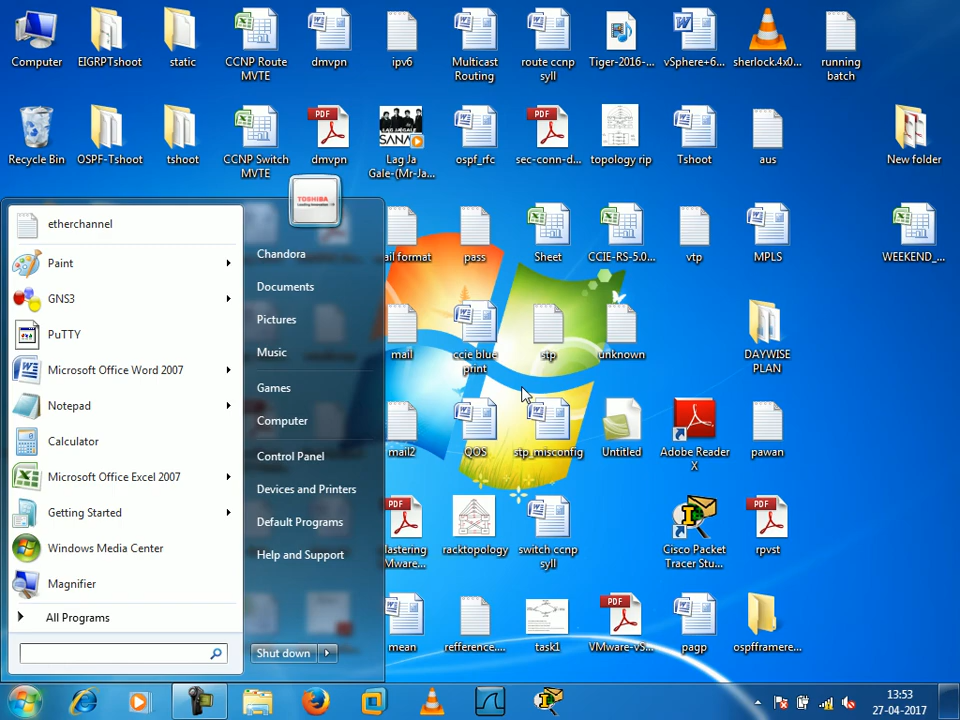 Computer
EIGRPTshoot
static
CCNP Route
MVTE
dmvpn
ipv6
Multicast
Routing
route ccnp
syll
Tiger-2016-...
vSphere+6...
sherlock.4x0...
running
batch
Recycle Bin
OSPF-Tshoot
tshoot
CCNP Switch
MVTE
PDF
dmvpn
LAG JAGALE
SANA
Lag Ja
Gale-(Mr-Ja...
ospf_rfc
PDF
sec-conn-d...
topology rip
Tshoot
aus
New folder
TOSHIBA
Leading Innovation
etherchannel
Paint
GNS3
PuTTY
Microsoft Office Word 2007
Notepad
Calculator
Microsoft Office Excel 2007
Getting Started
Windows Media Center
Magnifier
All Programs
Chandora
Documents
Pictures
Music
Games
Computer
Control Panel
Devices and Printers
Default Programs
Help and Support
Shut down
ail format
pass
Sheet
CCIE-RS-5.0...
vtp
MPLS
WEEKEND_...
mail
ccie blue
print
stp
unknown
DAYWISE
PLAN
mail2
QOS
stp_misconfig
Untitled
Adobe Reader
X
pawan
PDF
lastering
Mware...
racktopology
switch ccnp
syll
Cisco Packet
Tracer Stu...
PDF
rpvst
mean
refference....
task1
PDF
VMware-vS...
pagp
ospfframere...
13:53
27-04-2017